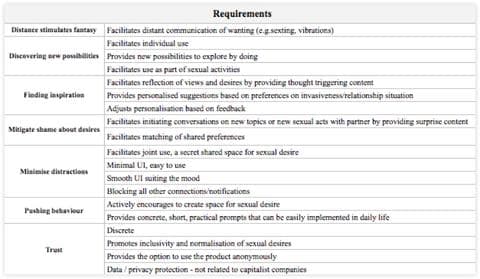 Requirements
Distance stimulates fantasy
Facilitates distant communication of wanting (e.g.sexting, vibrations)
Discovering new possibilities
Facilitates individual use
Provides new possibilities to explore by doing
Facilitates use as part of sexual activities
Finding inspiration
Facilitates reflection of views and desires by providing thought triggering content
Provides personalised suggestions based on preferences on invasiveness/relationship situation
Adjusts personalisation based on feedback
Mitigate shame about desires
Facilitates initiating conversations on new topics or new sexual acts with partner by providing surprise content
Facilitates matching of shared preferences
Minimise distractions
Facilitates joint use, a secret shared space for sexual desire
Minimal UI, easy to use
Smooth UI suiting the mood
Blocking all other connections/notifications
Pushing behaviour
Actively encourages to create space for sexual desire
Provides concrete, short, practical prompts that can be easily implemented in daily life
Trust
Discrete
Promotes inclusivity and normalisation of sexual desires
Provides the option to use the product anonymously
Data / privacy protection - not related to capitalist companies